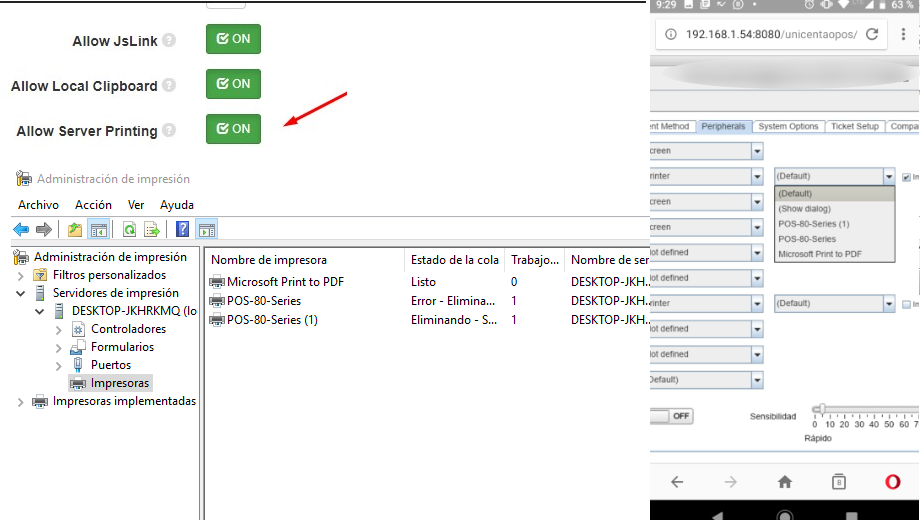 Allow JsLink ?
ON
Allow Local Clipboard ?
ON
Allow Server Printing ?
ON
Administración de impresión
Archivo Acción Ver Ayuda
Administración de impresión
Filtros personalizados
Servidores de impresión
DESKTOP-JKHRKMQ (lo
Controladores
Formularios
Puertos
Impresoras
Impresoras implementadas
Nombre de impresora Estado de la cola Trabajo... Nombre de ser
Microsoft Print to PDF Listo 0 DESKTOP-JKH..
POS-80-Series Error - Elimina... 1 DESKTOP-JKH..
POS-80-Series (1) Eliminando - S... 1 DESKTOP-JKH..
9:29 63 %
192.168.1.54:8080/unicentaopos/
ent Method Peripherals System Options Ticket Setup Compa
creen
rinter (Default) Im
creen
creen
ot defined
ot defined
rinter (Default) Im
ot defined
ot defined
Default)
(Default)
(Show dialog)
POS-80-Series (1)
POS-80-Series
Microsoft Print to PDF
OFF Sensibilidad
0 10 20 30 40 50 60 7
Rápido
8